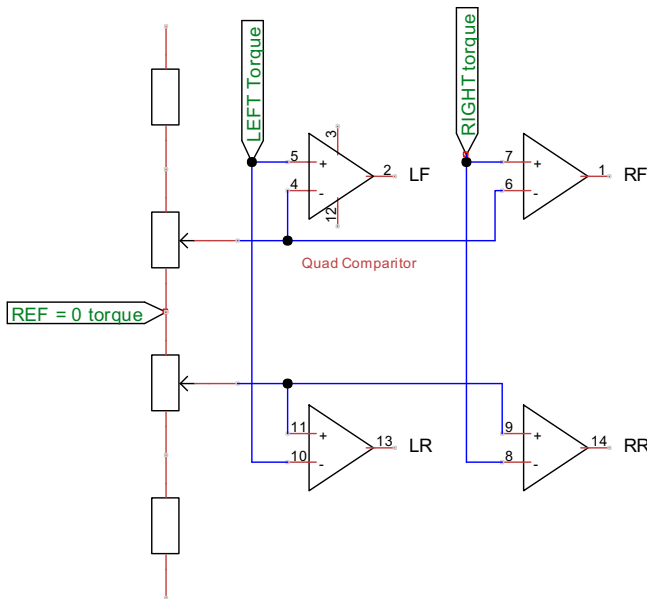 LEFT Torque
RIGHT torque
3
5
+
4
-
2
LF
12
7
+
6
-
1
RF
Quad Comparitor
REF = 0 torque
11
+
10
-
13
LR
9
+
8
-
14
RR